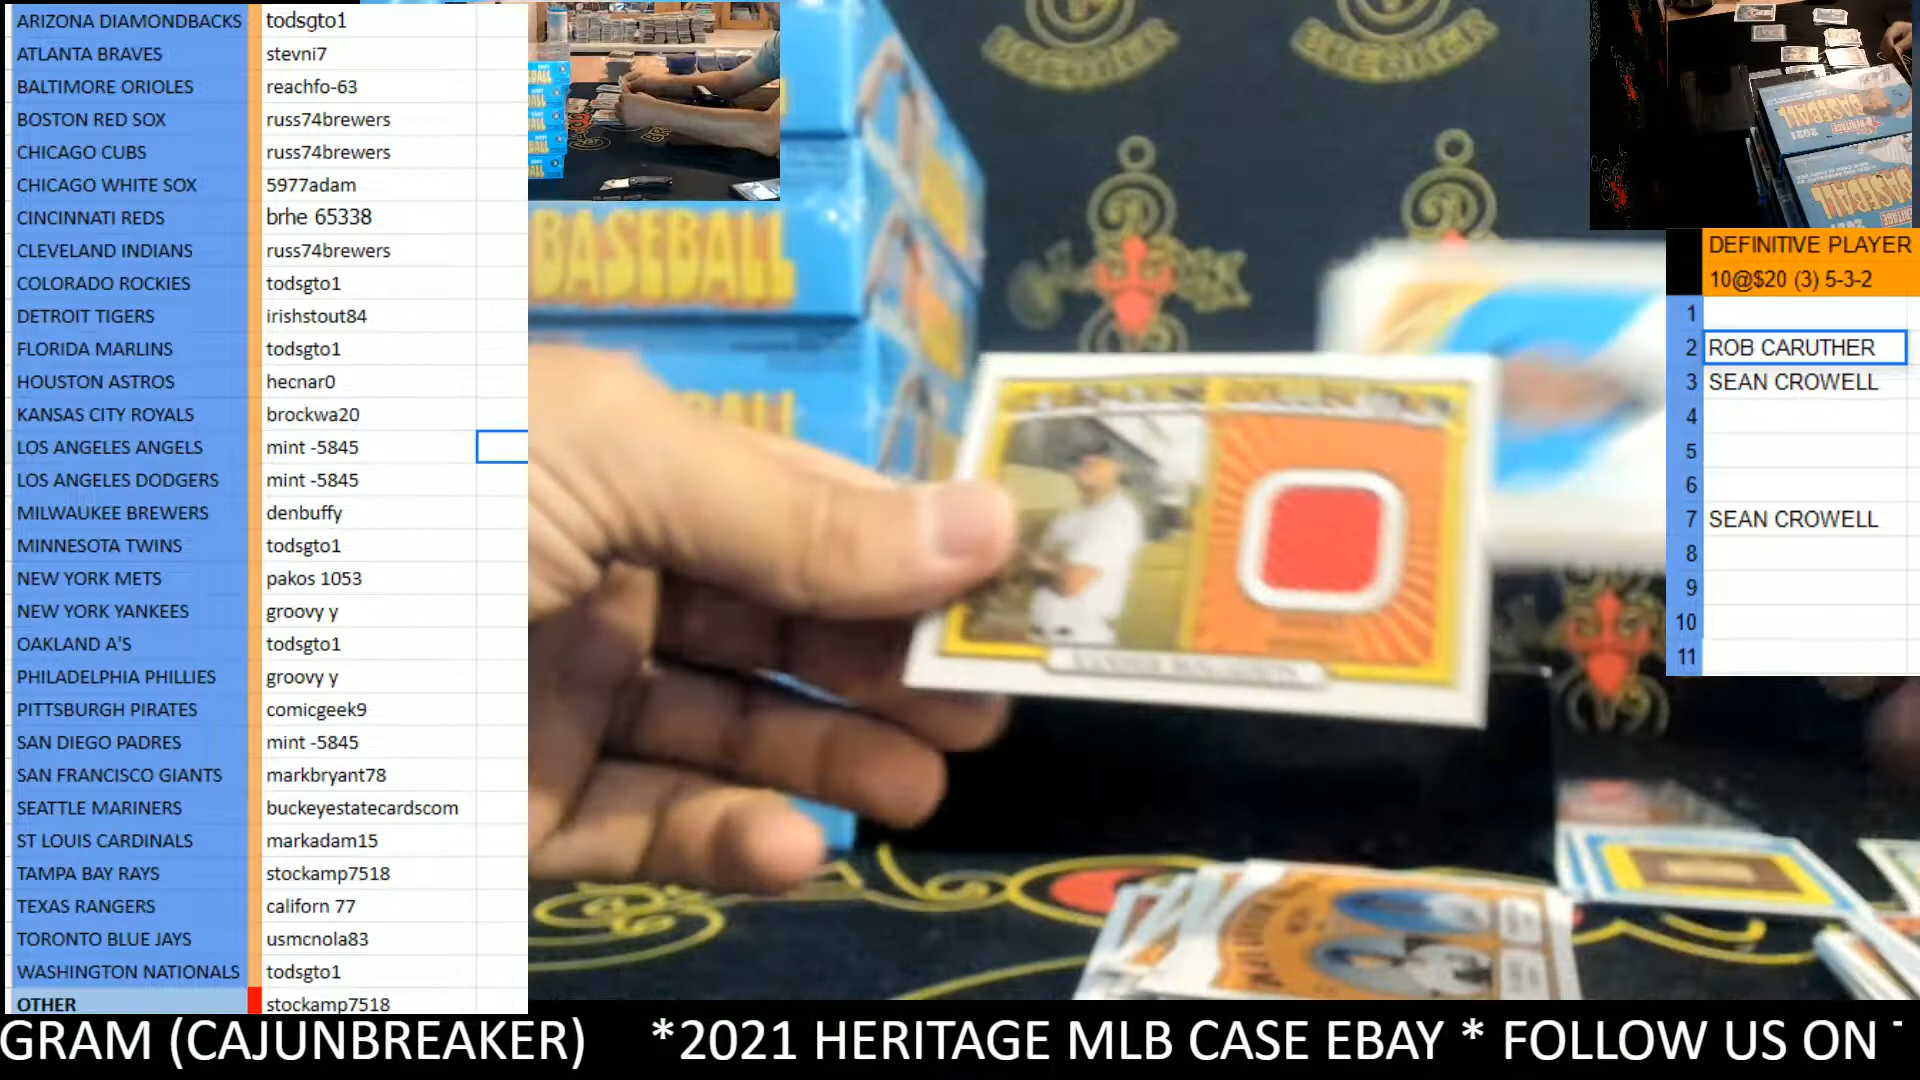 ARIZONA DIAMONDBACKS todsgto1
ATLANTA BRAVES stevni7
BALTIMORE ORIOLES reachfo-63
BOSTON RED SOX russ74brewers
CHICAGO CUBS russ74brewers
CHICAGO WHITE SOX 5977adam
CINCINNATI REDS brhe 65338
CLEVELAND INDIANS russ74brewers
COLORADO ROCKIES todsgto1
DETROIT TIGERS irishstout84
FLORIDA MARLINS todsgto1
HOUSTON ASTROS hecnar0
KANSAS CITY ROYALS brockwa20
LOS ANGELES ANGELS mint -5845
LOS ANGELES DODGERS mint -5845
MILWAUKEE BREWERS denbuffy
MINNESOTA TWINS todsgto1
NEW YORK METS pakos 1053
NEW YORK YANKEES groovy y
OAKLAND A'S todsgto1
PHILADELPHIA PHILLIES groovy y
PITTSBURGH PIRATES comicgeek9
SAN DIEGO PADRES mint -5845
SAN FRANCISCO GIANTS markbryant78
SEATTLE MARINERS buckeyestatecardscom
ST LOUIS CARDINALS markadam15
TAMPA BAY RAYS stockamp7518
TEXAS RANGERS californ 77
TORONTO BLUE JAYS usmcnola83
WASHINGTON NATIONALS todsgto1
OTHER stockamp7518
BASEBALL
BREAKER
BASEBALL
2021
BASEBALL
DEFINITIVE PLAYER
10@$20 (3) 5-3-2
1
2 ROB CARUTHER
3 SEAN CROWELL
4
5
6
7 SEAN CROWELL
8
9
10
11
GRAM (CAJUNBREAKER) *2021 HERITAGE MLB CASE EBAY * FOLLOW US ON